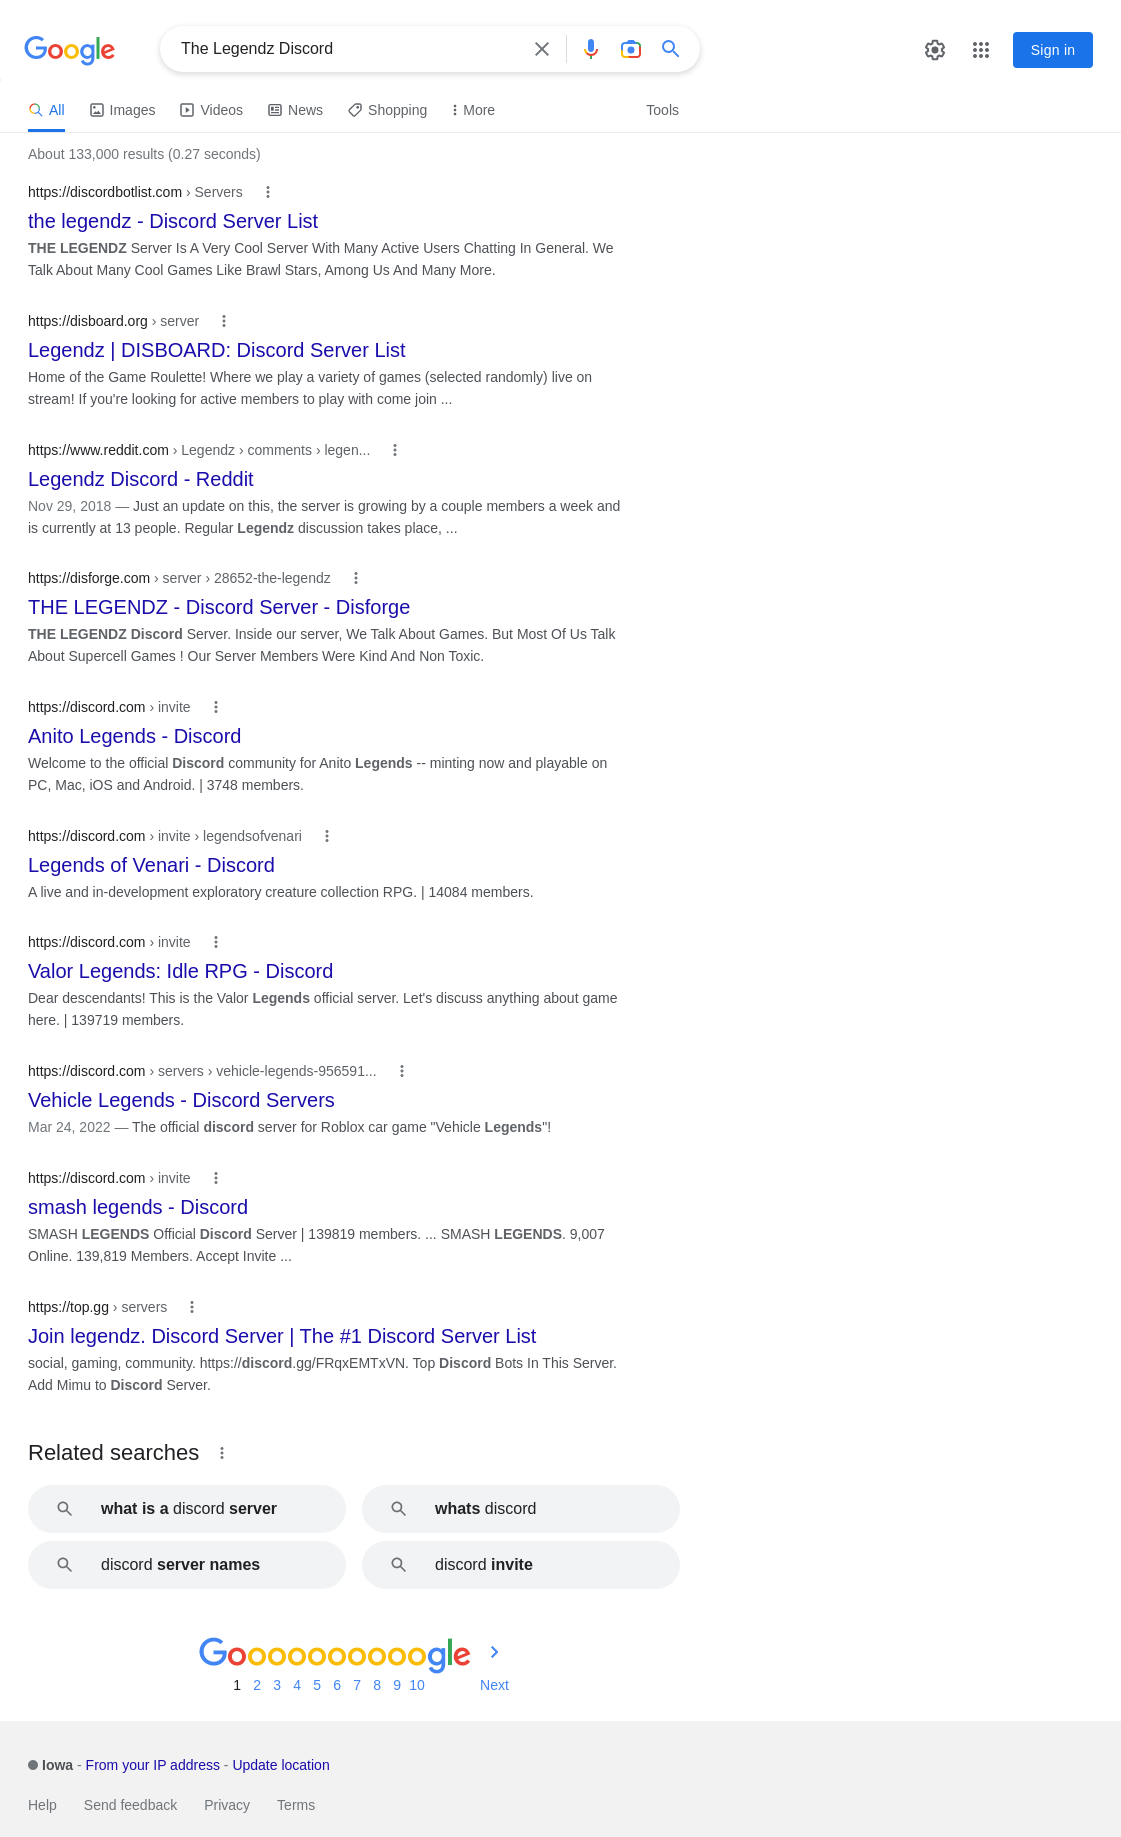 Google
The Legendz Discord
Sign in
All
Images
Videos
News
Shopping
More
Tools
About 133,000 results (0.27 seconds)
https://discordbotlist.com › Servers
the legendz - Discord Server List
THE LEGENDZ Server Is A Very Cool Server With Many Active Users Chatting In General. We
Talk About Many Cool Games Like Brawl Stars, Among Us And Many More.
https://disboard.org › server
Legendz | DISBOARD: Discord Server List
Home of the Game Roulette! Where we play a variety of games (selected randomly) live on
stream! If you're looking for active members to play with come join ...
https://www.reddit.com › Legendz › comments › legen...
Legendz Discord - Reddit
Nov 29, 2018 — Just an update on this, the server is growing by a couple members a week and
is currently at 13 people. Regular Legendz discussion takes place, ...
https://disforge.com › server › 28652-the-legendz
THE LEGENDZ - Discord Server - Disforge
THE LEGENDZ Discord Server. Inside our server, We Talk About Games. But Most Of Us Talk
About Supercell Games ! Our Server Members Were Kind And Non Toxic.
https://discord.com › invite
Anito Legends - Discord
Welcome to the official Discord community for Anito Legends -- minting now and playable on
PC, Mac, iOS and Android. | 3748 members.
https://discord.com › invite › legendsofvenari
Legends of Venari - Discord
A live and in-development exploratory creature collection RPG. | 14084 members.
https://discord.com › invite
Valor Legends: Idle RPG - Discord
Dear descendants! This is the Valor Legends official server. Let's discuss anything about game
here. | 139719 members.
https://discord.com › servers › vehicle-legends-956591...
Vehicle Legends - Discord Servers
Mar 24, 2022 — The official discord server for Roblox car game "Vehicle Legends"!
https://discord.com › invite
smash legends - Discord
SMASH LEGENDS Official Discord Server | 139819 members. ... SMASH LEGENDS. 9,007
Online. 139,819 Members. Accept Invite ...
https://top.gg › servers
Join legendz. Discord Server | The #1 Discord Server List
social, gaming, community. https://discord.gg/FRqxEMTxVN. Top Discord Bots In This Server.
Add Mimu to Discord Server.
Related searches
what is a discord server
whats discord
discord server names
discord invite
Goooooooooogle
1 2 3 4 5 6 7 8 9 10 Next
Iowa - From your IP address - Update location
Help Send feedback Privacy Terms